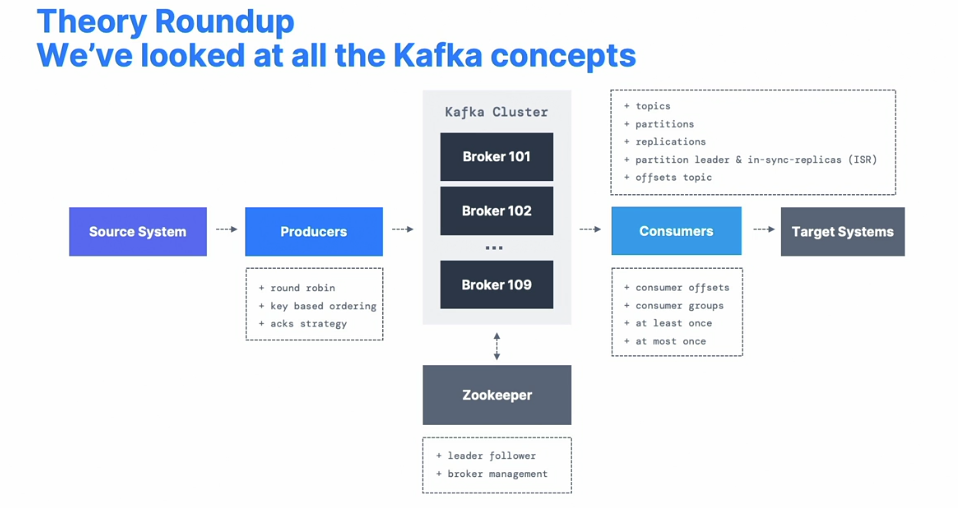 Theory Roundup
We've looked at all the Kafka concepts
Kafka Cluster
Broker 101
Broker 102
...
Broker 109
+ topics
+ partitions
+ replications
+ partition leader & in-sync-replicas (ISR)
+ offsets topic
Source System
Producers
Consumers
Target Systems
+ round robin
+ key based ordering
+ acks strategy
+ consumer offsets
+ consumer groups
+ at least once
+ at most once
Zookeeper
+ leader follower
+ broker management